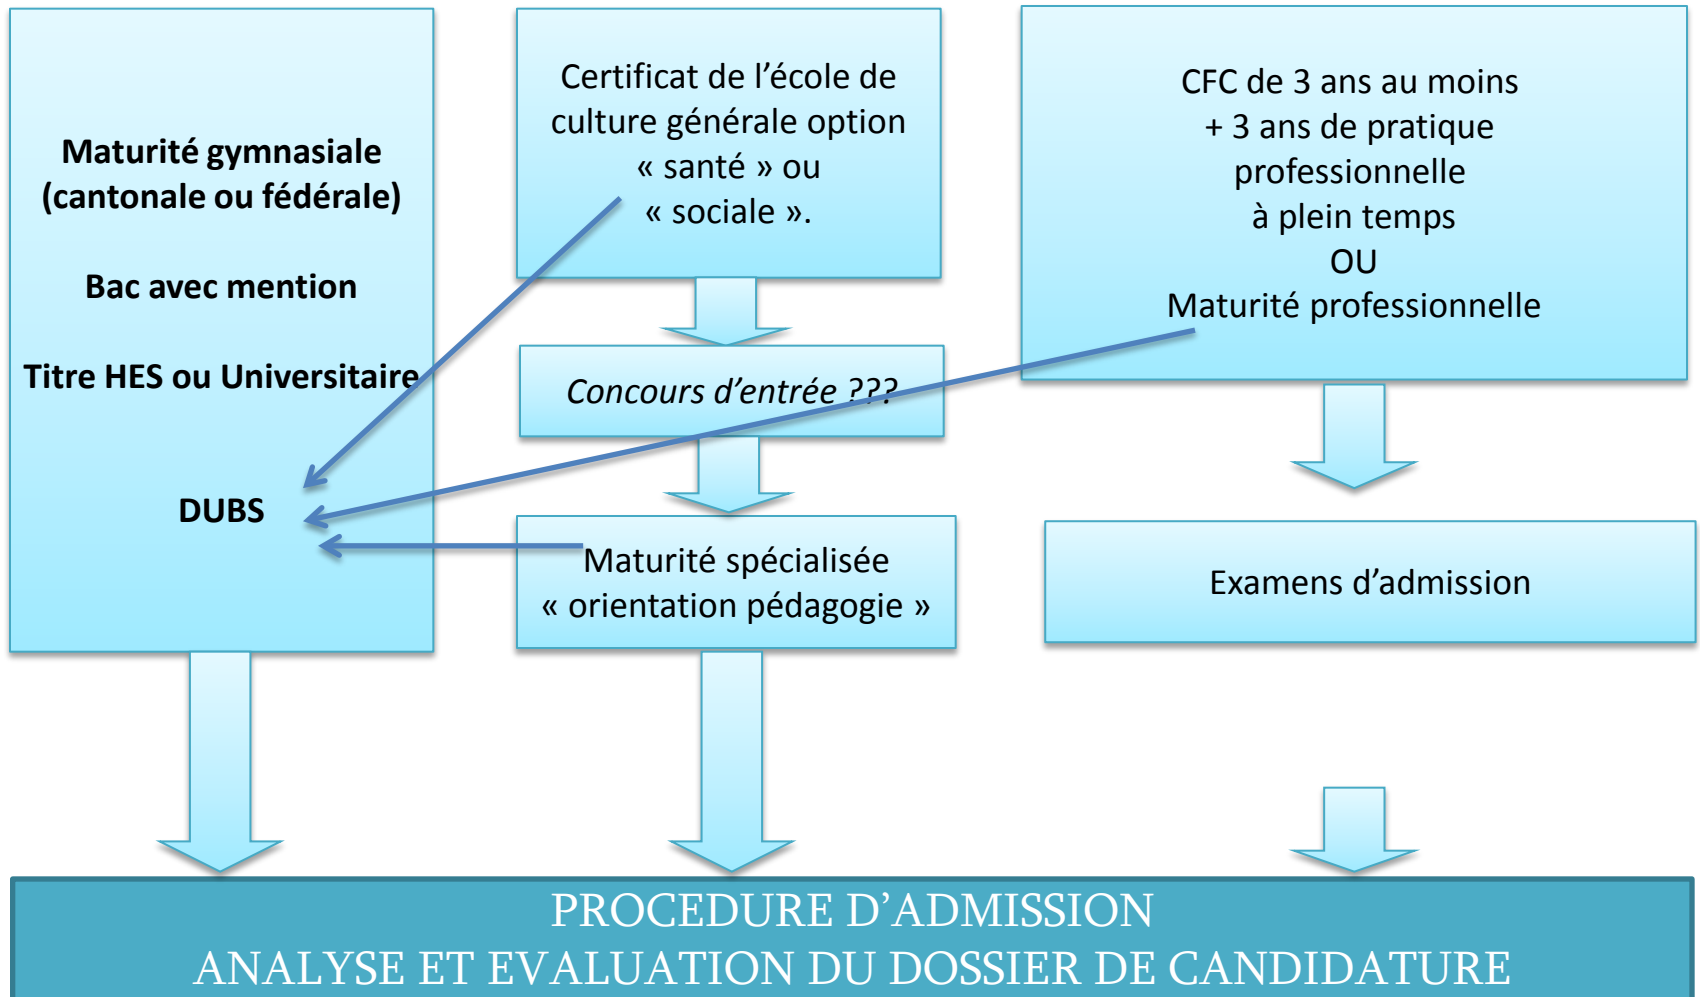 Maturité gymnasiale
(cantonale ou fédérale)
Bac avec mention
Titre HES ou Universitaire
DUBS
Certificat de l’école de
culture générale option
« santé » ou
« sociale ».
Concours d’entrée ???
Maturité spécialisée
« orientation pédagogie »
CFC de 3 ans au moins
+ 3 ans de pratique
professionnelle
à plein temps
OU
Maturité professionnelle
Examens d’admission
PROCEDURE D’ADMISSION
ANALYSE ET EVALUATION DU DOSSIER DE CANDIDATURE